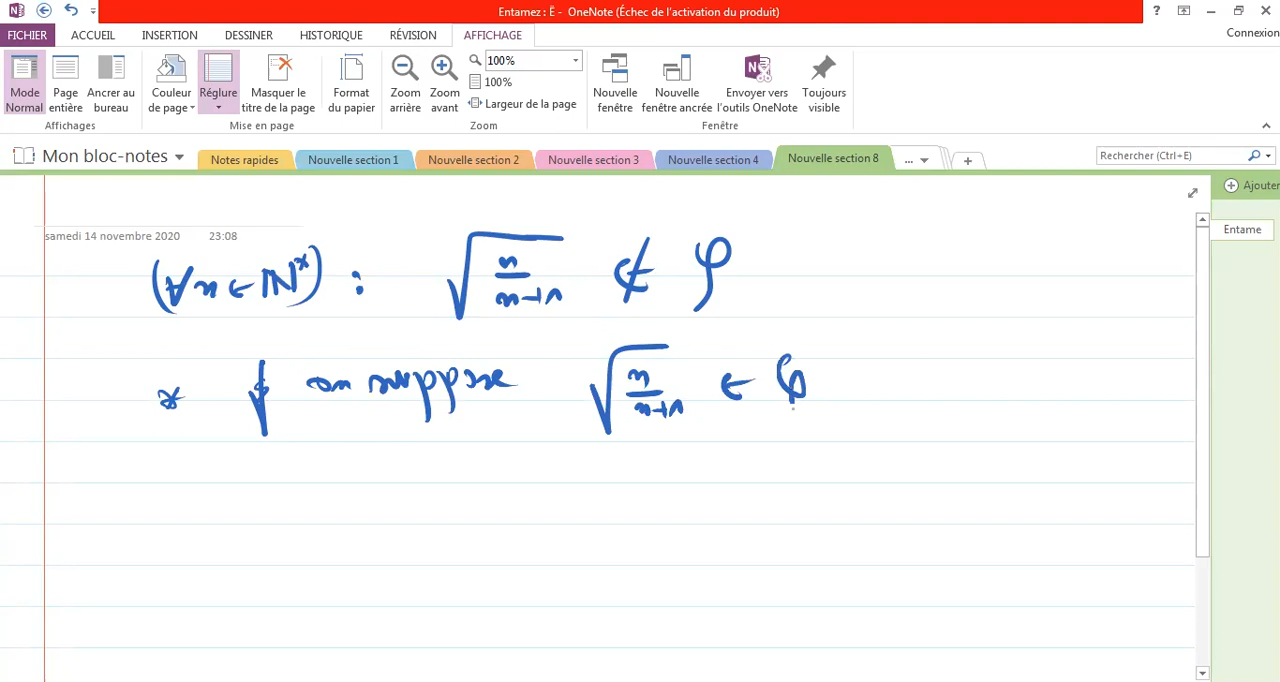 Entamez : Ë - OneNote (Échec de l'activation du produit)
FICHIER ACCUEIL INSERTION DESSINER HISTORIQUE RÉVISION AFFICHAGE Connexion
Mode Normal Page entière Ancrer au bureau Couleur de page Réglure Masquer le titre de la page Format du papier Zoom arrière Zoom avant 100% 100% Largeur de la page Nouvelle fenêtre Nouvelle fenêtre ancrée Envoyer vers l'outils OneNote Toujours visible
Affichages Mise en page Zoom Fenêtre
Mon bloc-notes Notes rapides Nouvelle section 1 Nouvelle section 2 Nouvelle section 3 Nouvelle section 4 Nouvelle section 8 ... + Rechercher (Ctrl+E)
Ajouter
Entame
samedi 14 novembre 2020 23:08
(∀n ∈ ℕ*) : √(n/(n+1)) ∉ ℚ
* on suppose √(n/(n+1)) ∈ ℚ